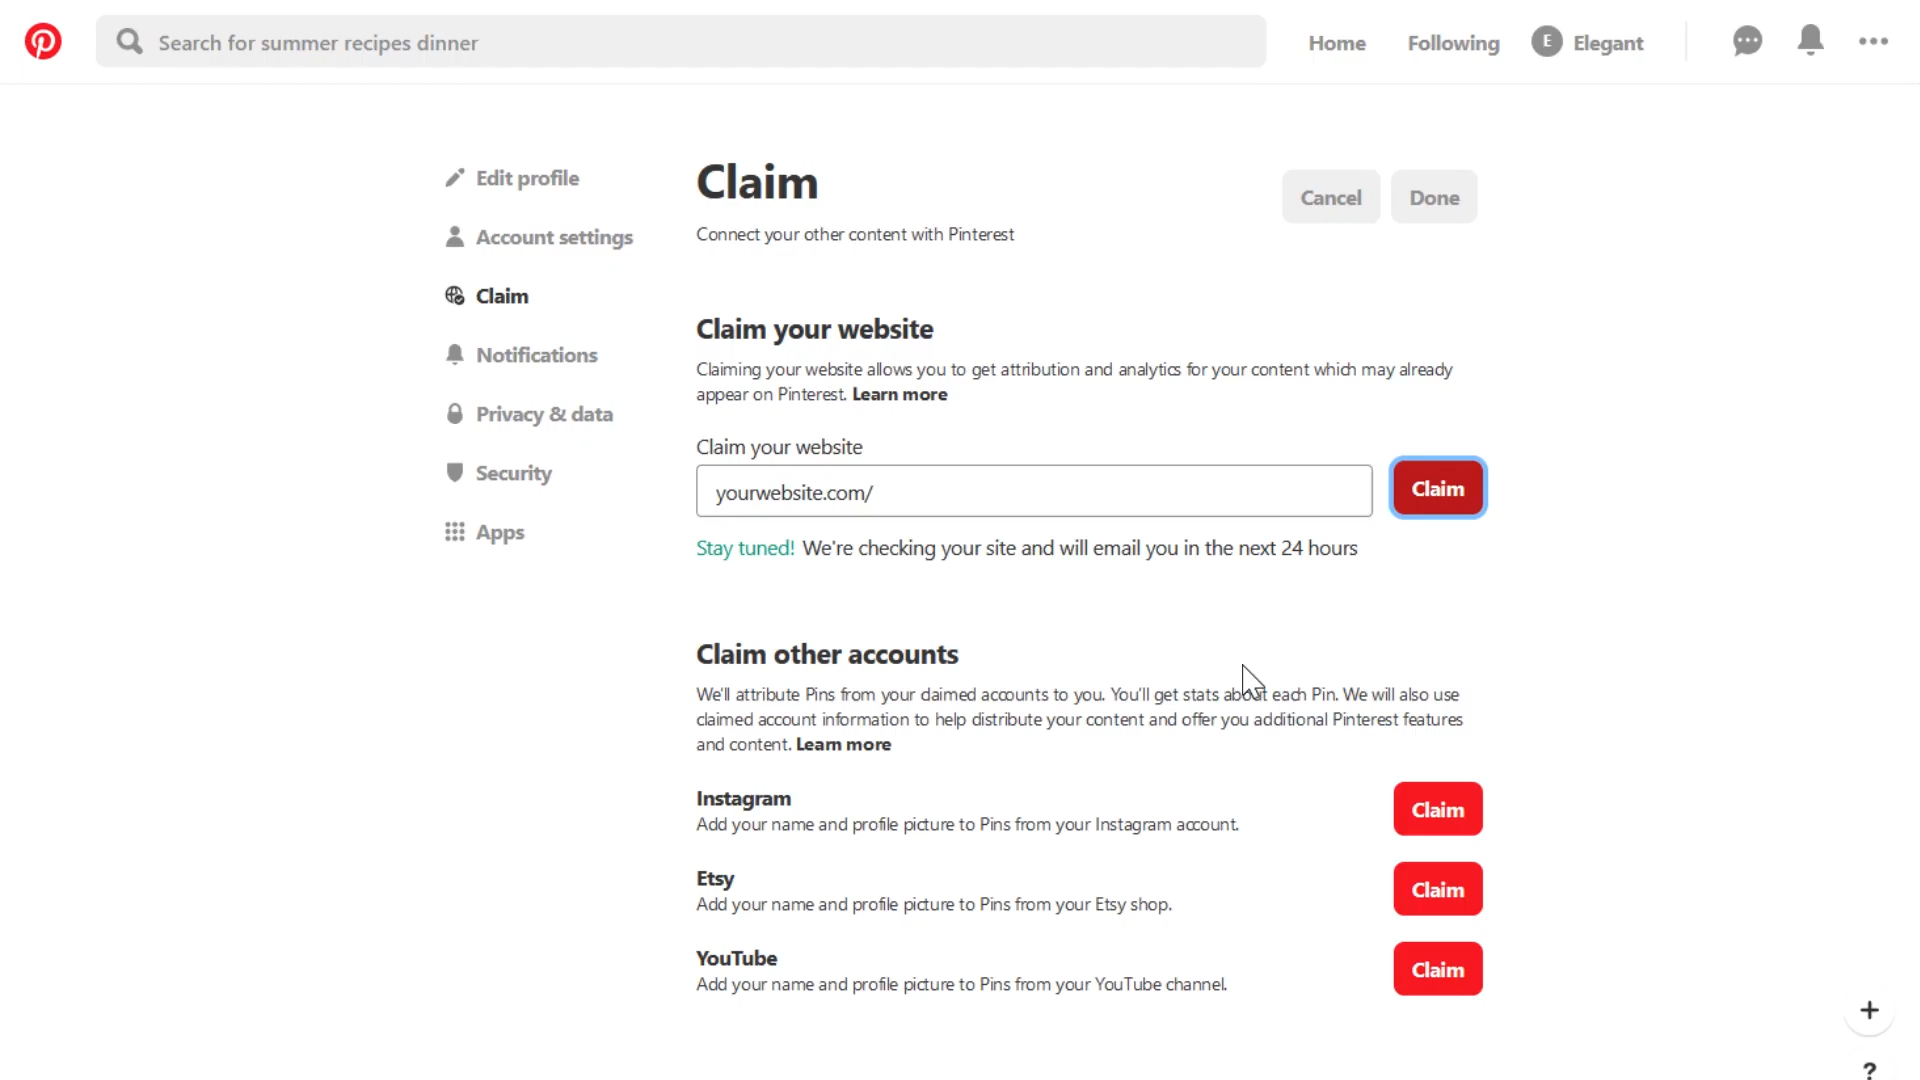 Search for summer recipes dinner
Home
Following
E
Elegant
Edit profile
Account settings
Claim
Notifications
Privacy & data
Security
Apps
Claim
Cancel
Done
Connect your other content with Pinterest
Claim your website
Claiming your website allows you to get attribution and analytics for your content which may already
appear on Pinterest. Learn more
Claim your website
yourwebsite.com/
Claim
Stay tuned! We're checking your site and will email you in the next 24 hours
Claim other accounts
We'll attribute Pins from your claimed accounts to you. You'll get stats about each Pin. We will also use
claimed account information to help distribute your content and offer you additional Pinterest features
and content. Learn more
Instagram
Add your name and profile picture to Pins from your Instagram account.
Claim
Etsy
Add your name and profile picture to Pins from your Etsy shop.
Claim
YouTube
Add your name and profile picture to Pins from your YouTube channel.
Claim
+
?